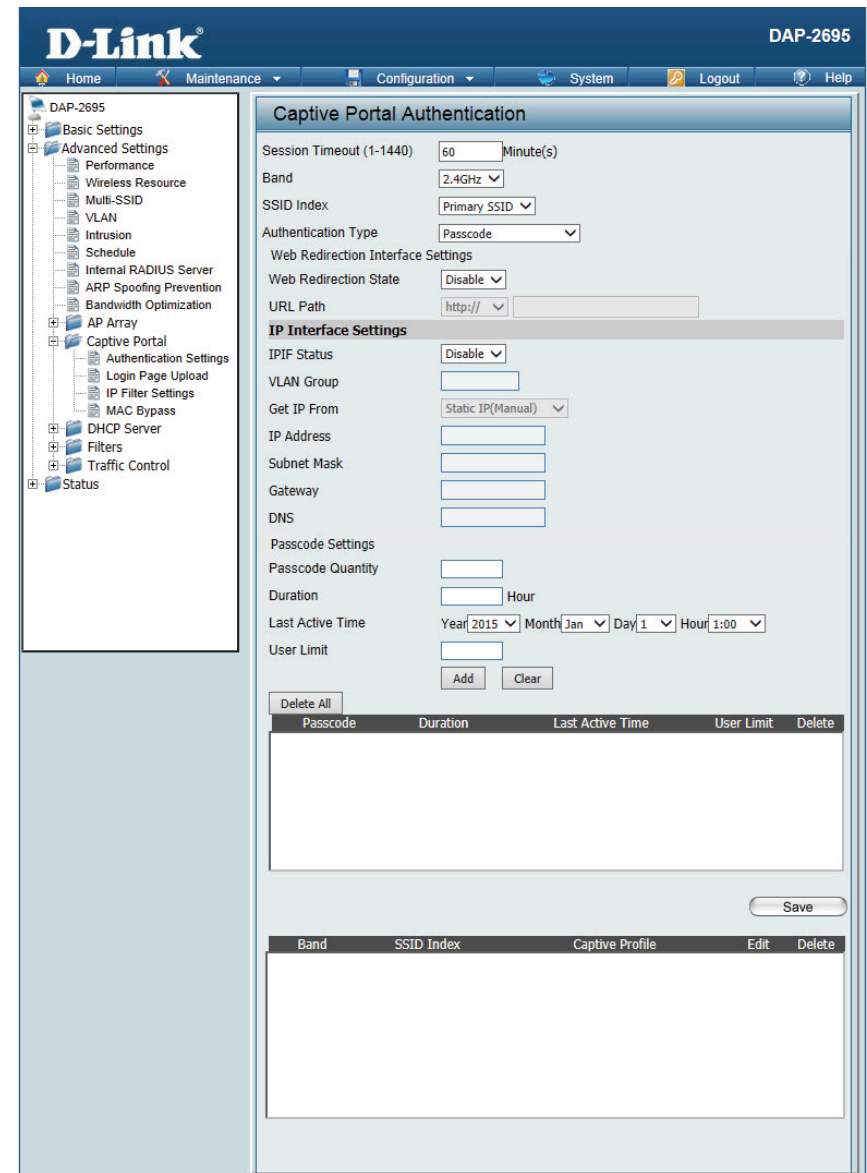 D-Link®
DAP-2695
Home Maintenance Configuration System Logout Help
DAP-2695
Basic Settings
Advanced Settings
Performance
Wireless Resource
Multi-SSID
VLAN
Intrusion
Schedule
Internal RADIUS Server
ARP Spoofing Prevention
Bandwidth Optimization
AP Array
Captive Portal
Authentication Settings
Login Page Upload
IP Filter Settings
MAC Bypass
DHCP Server
Filters
Traffic Control
Status
Captive Portal Authentication
Session Timeout (1-1440) 60 Minute(s)
Band 2.4GHz
SSID Index Primary SSID
Authentication Type Passcode
Web Redirection Interface Settings
Web Redirection State Disable
URL Path http://
IP Interface Settings
IPIF Status Disable
VLAN Group
Get IP From Static IP(Manual)
IP Address
Subnet Mask
Gateway
DNS
Passcode Settings
Passcode Quantity
Duration Hour
Last Active Time Year 2015 Month Jan Day 1 Hour 1:00
User Limit
Add Clear
Delete All
Passcode Duration Last Active Time User Limit Delete
Save
Band SSID Index Captive Profile Edit Delete